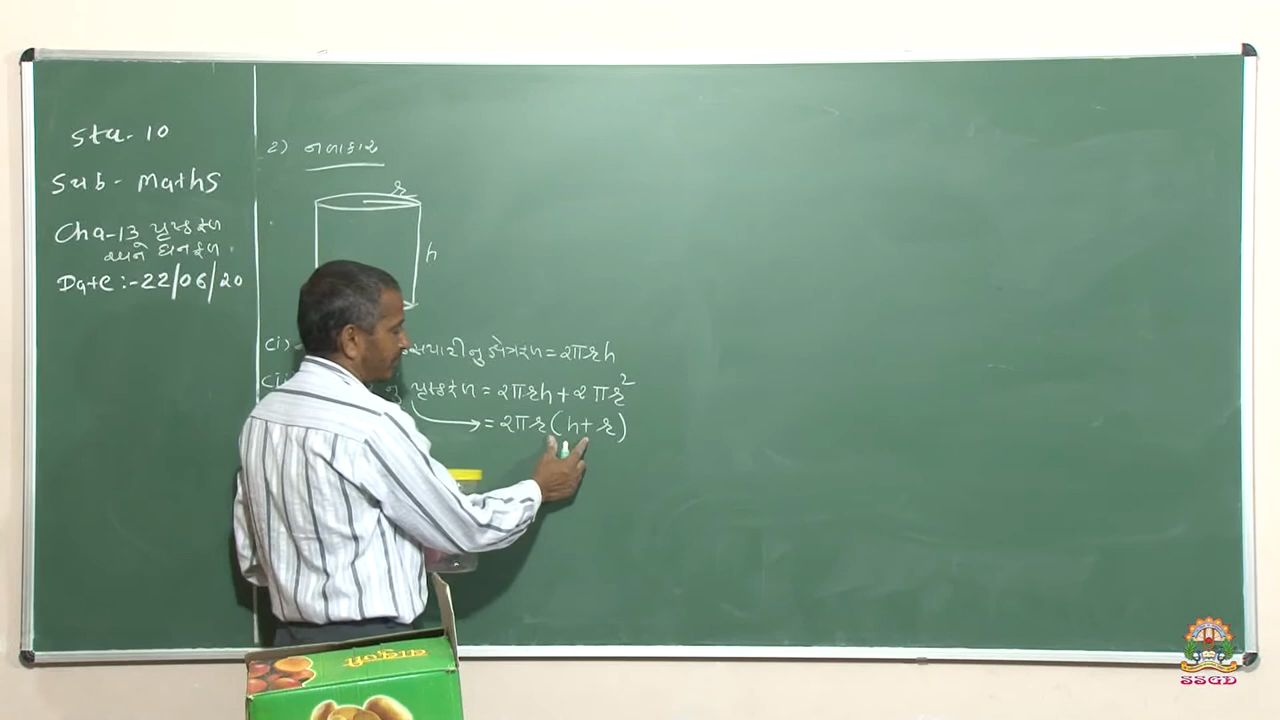 Std- 10
Sub- Maths
Cha-13 પૃષ્ઠફળ
અને ઘનફળ
Date :- 22/06/20
2) નળાકાર
r
h
(i)
સપાટીનું ક્ષેત્રફળ = 2πrh
નું પૃષ્ઠફળ = 2πrh + 2πr²
= 2πr(h+r)
SSGD